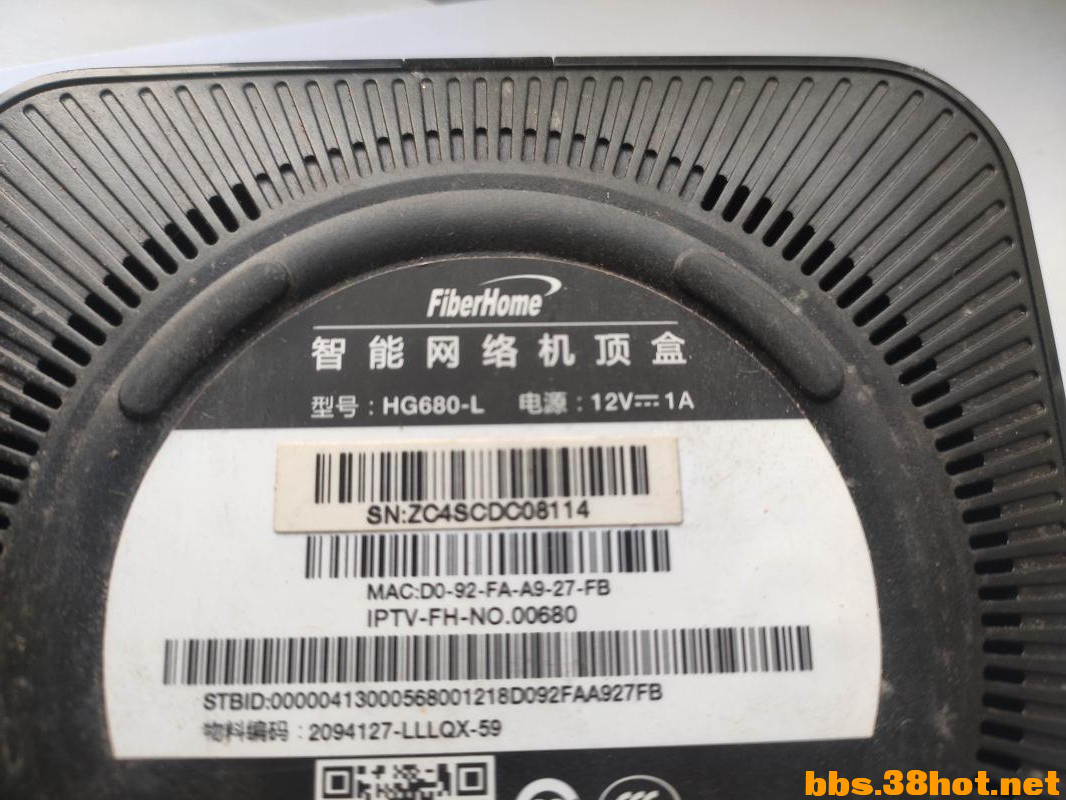 FiberHome
智能网络机顶盒
型号：HG680-L 电源：12V⎓1A
SN:ZC4SCDC08114
MAC:D0-92-FA-A9-27-FB
IPTV-FH-NO.00680
STBID:00000413000568001218D092FAA927FB
物料编码：2094127-LLLQX-59
bbs.38hot.net